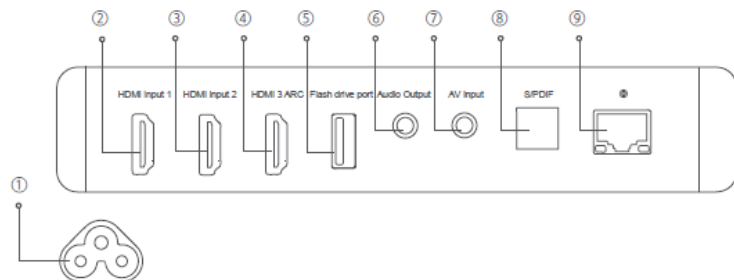 ② ③ ④ ⑤ ⑥ ⑦ ⑧ ⑨
HDMI Input 1 HDMI Input 2 HDMI 3 ARC Flash drive port Audio Output AV Input S/PDIF
①